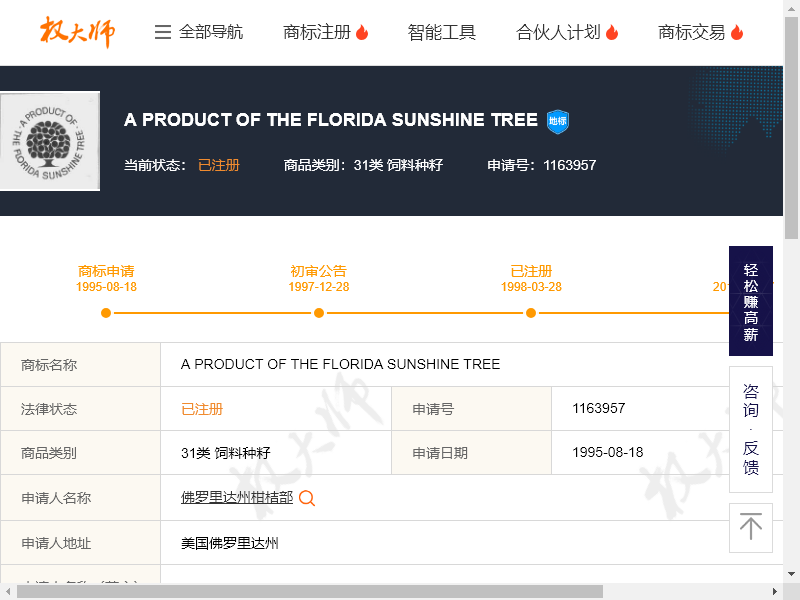 权大师 全部导航 商标注册 智能工具 合伙人计划 商标交易
A PRODUCT OF THE FLORIDA SUNSHINE TREE 地标
A PRODUCT OF THE FLORIDA SUNSHINE TREE
当前状态： 已注册 商品类别：31类 饲料种籽 申请号：1163957
商标申请 初审公告 已注册
1995-08-18 1997-12-28 1998-03-28
轻松赚高薪
商标名称 A PRODUCT OF THE FLORIDA SUNSHINE TREE
法律状态 已注册 申请号 1163957
咨询·反馈
商品类别 31类 饲料种籽 申请日期 1995-08-18
申请人名称 佛罗里达州柑桔部
申请人地址 美国佛罗里达州
权大师 权大师